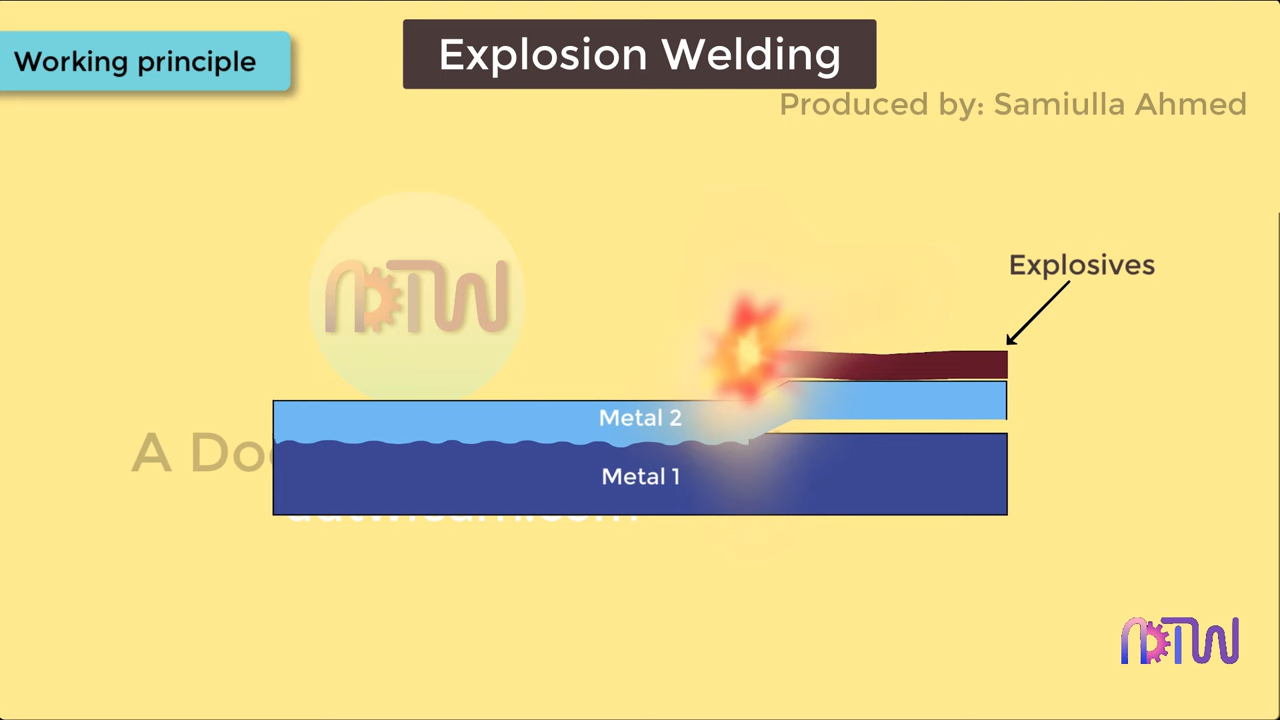 Working principle
Explosion Welding
Produced by: Samiulla Ahmed
Explosives
Metal 2
A
Metal 1